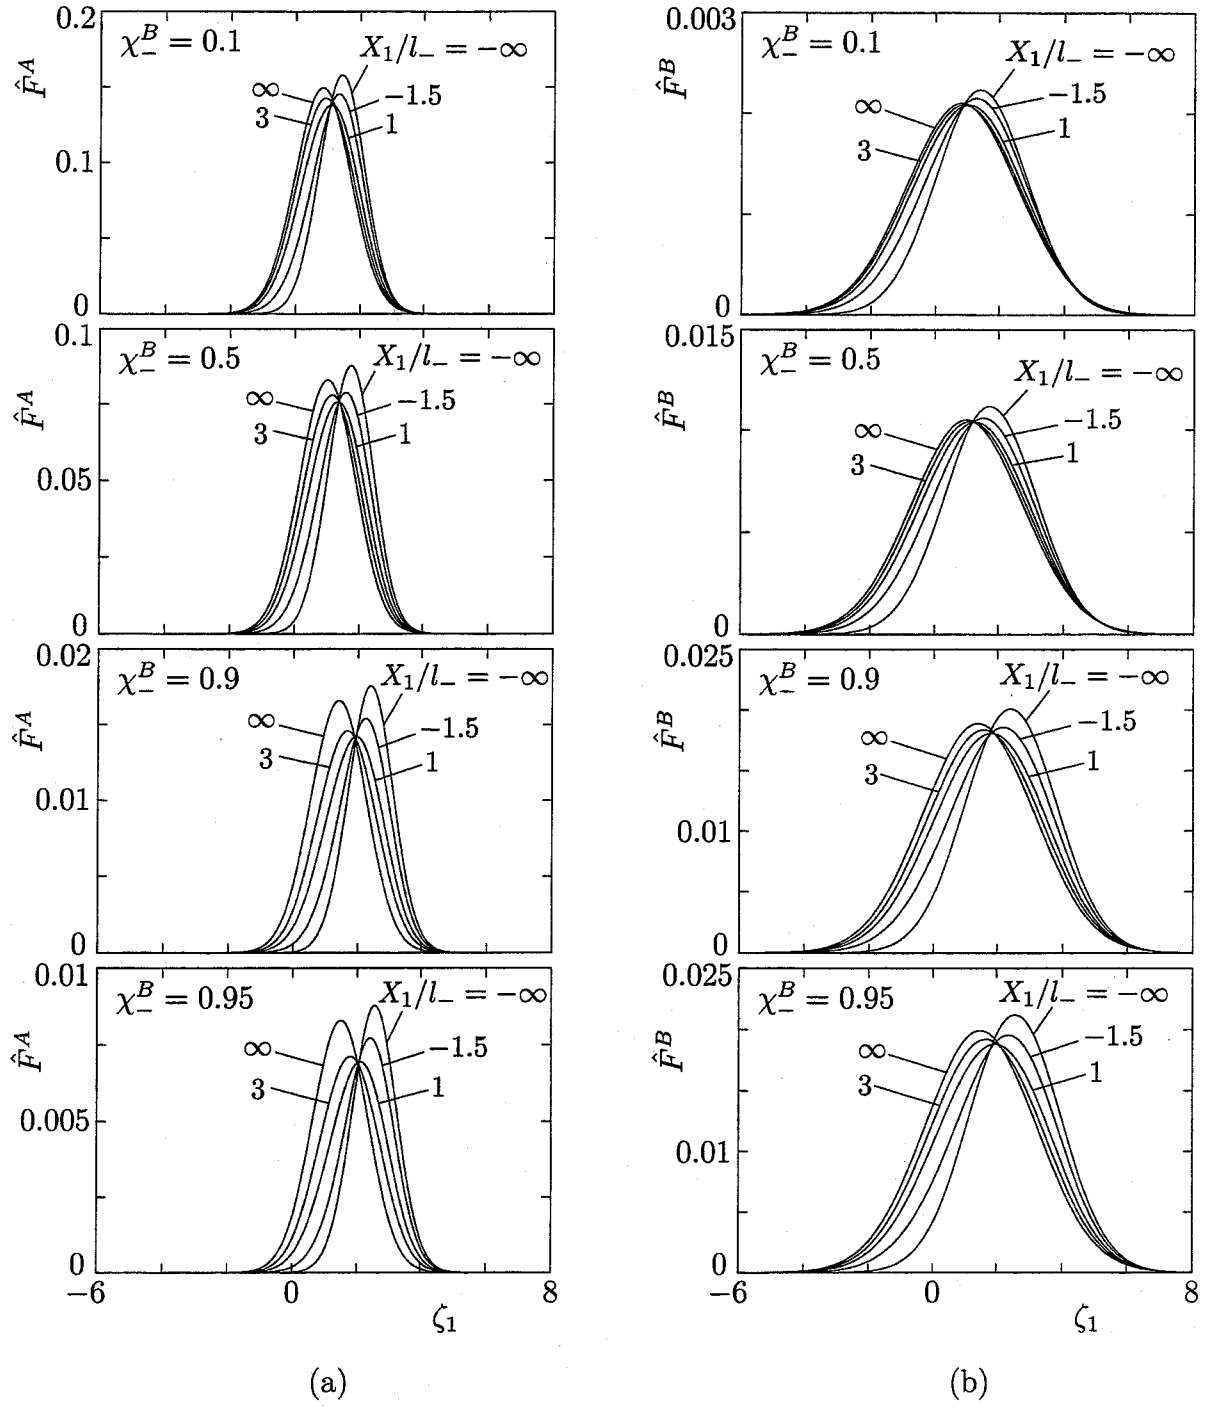 0.2
χ_-^B = 0.1
X_1/l_- = −∞
∞
3
−1.5
1
F̂^A
0.1
0
0.003
χ_-^B = 0.1
X_1/l_- = −∞
∞
3
−1.5
1
F̂^B
0
0.1
χ_-^B = 0.5
X_1/l_- = −∞
∞
3
−1.5
1
F̂^A
0.05
0
0.015
χ_-^B = 0.5
X_1/l_- = −∞
∞
3
−1.5
1
F̂^B
0
0.02
χ_-^B = 0.9
X_1/l_- = −∞
∞
3
−1.5
1
F̂^A
0.01
0
0.025
χ_-^B = 0.9
X_1/l_- = −∞
∞
3
−1.5
1
F̂^B
0.01
0
0.01
χ_-^B = 0.95
X_1/l_- = −∞
∞
3
−1.5
1
F̂^A
0.005
0
−6 0 8
ζ_1
(a)
0.025
χ_-^B = 0.95
X_1/l_- = −∞
∞
3
−1.5
1
F̂^B
0.01
0
−6 0 8
ζ_1
(b)